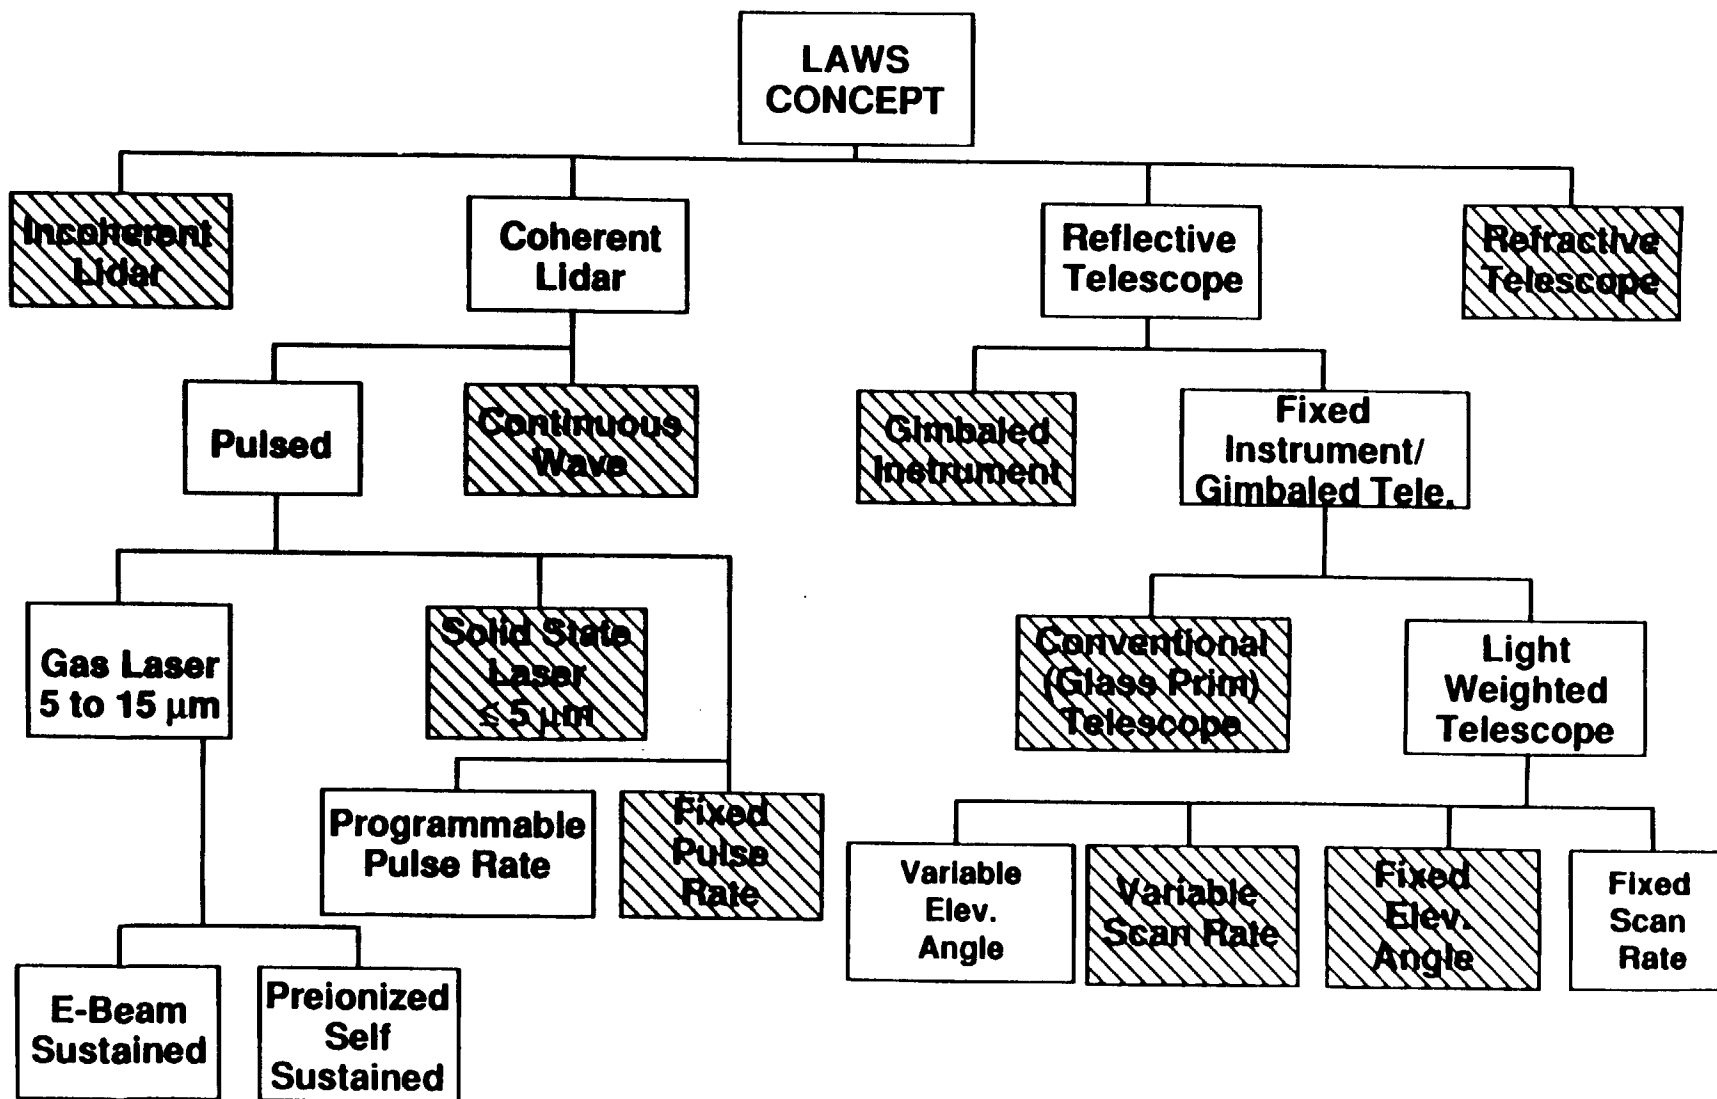 LAWS
CONCEPT
Incoherent
Lidar
Coherent
Lidar
Reflective
Telescope
Refractive
Telescope
Pulsed
Continuous
Wave
Gimbaled
Instrument
Fixed
Instrument/
Gimbaled Tele.
Gas Laser
5 to 15 μm
Solid State
Laser
≤ 5 μm
Conventional
(Glass Prim)
Telescope
Light
Weighted
Telescope
Programmable
Pulse Rate
Fixed
Pulse
Rate
Variable
Elev.
Angle
Variable
Scan Rate
Fixed
Elev.
Angle
Fixed
Scan
Rate
E-Beam
Sustained
Preionized
Self
Sustained